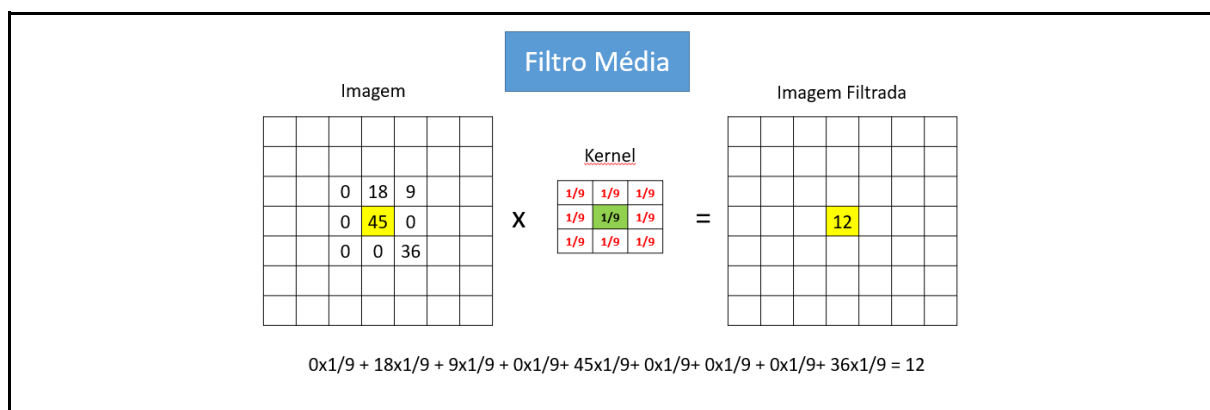 Filtro Média
Imagem
Imagem Filtrada
Kernel
0 18 9
0 45 0
0 0 36
x
1/9 1/9 1/9
1/9 1/9 1/9
1/9 1/9 1/9
=
12
0x1/9 + 18x1/9 + 9x1/9 + 0x1/9+ 45x1/9+ 0x1/9+ 0x1/9 + 0x1/9+ 36x1/9 = 12